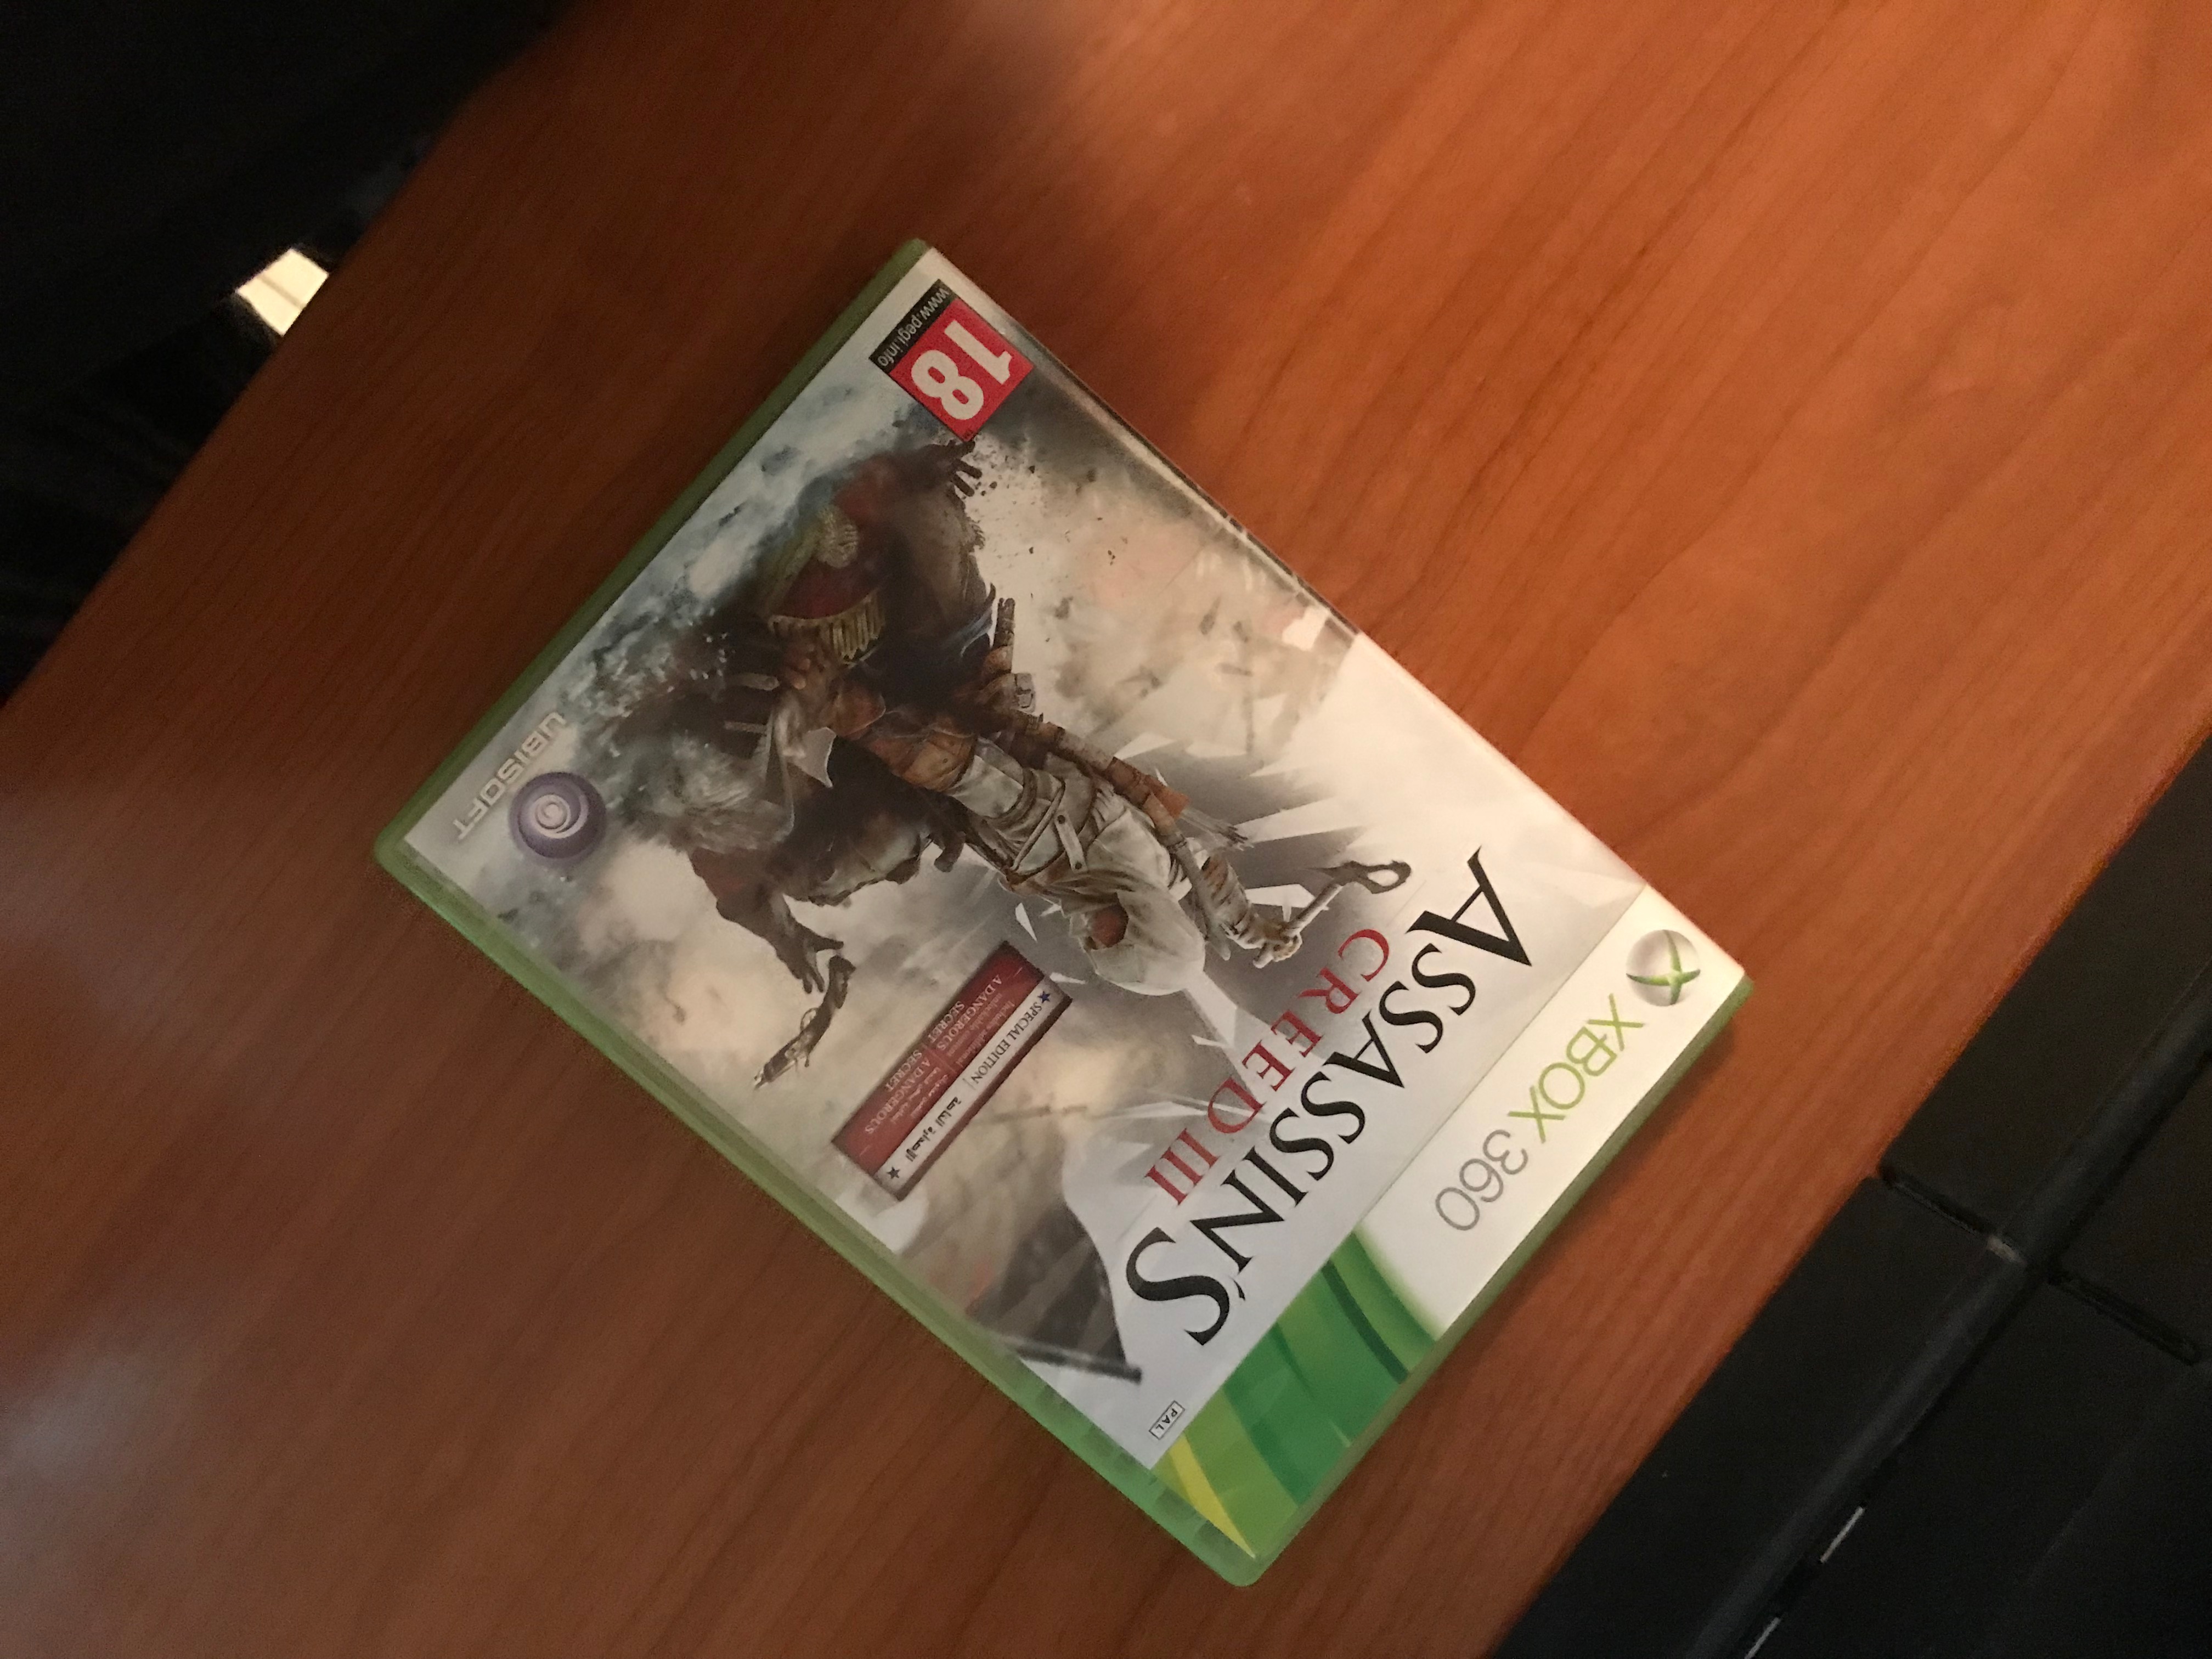 XBOX 360
PAL
ASSASSIN'S
CREED III
SPECIAL EDITION
الإصدارة الخاصة
A DANGEROUS
SECRET
A DANGEROUS
SECRET
UBISOFT
18
www.pegi.info